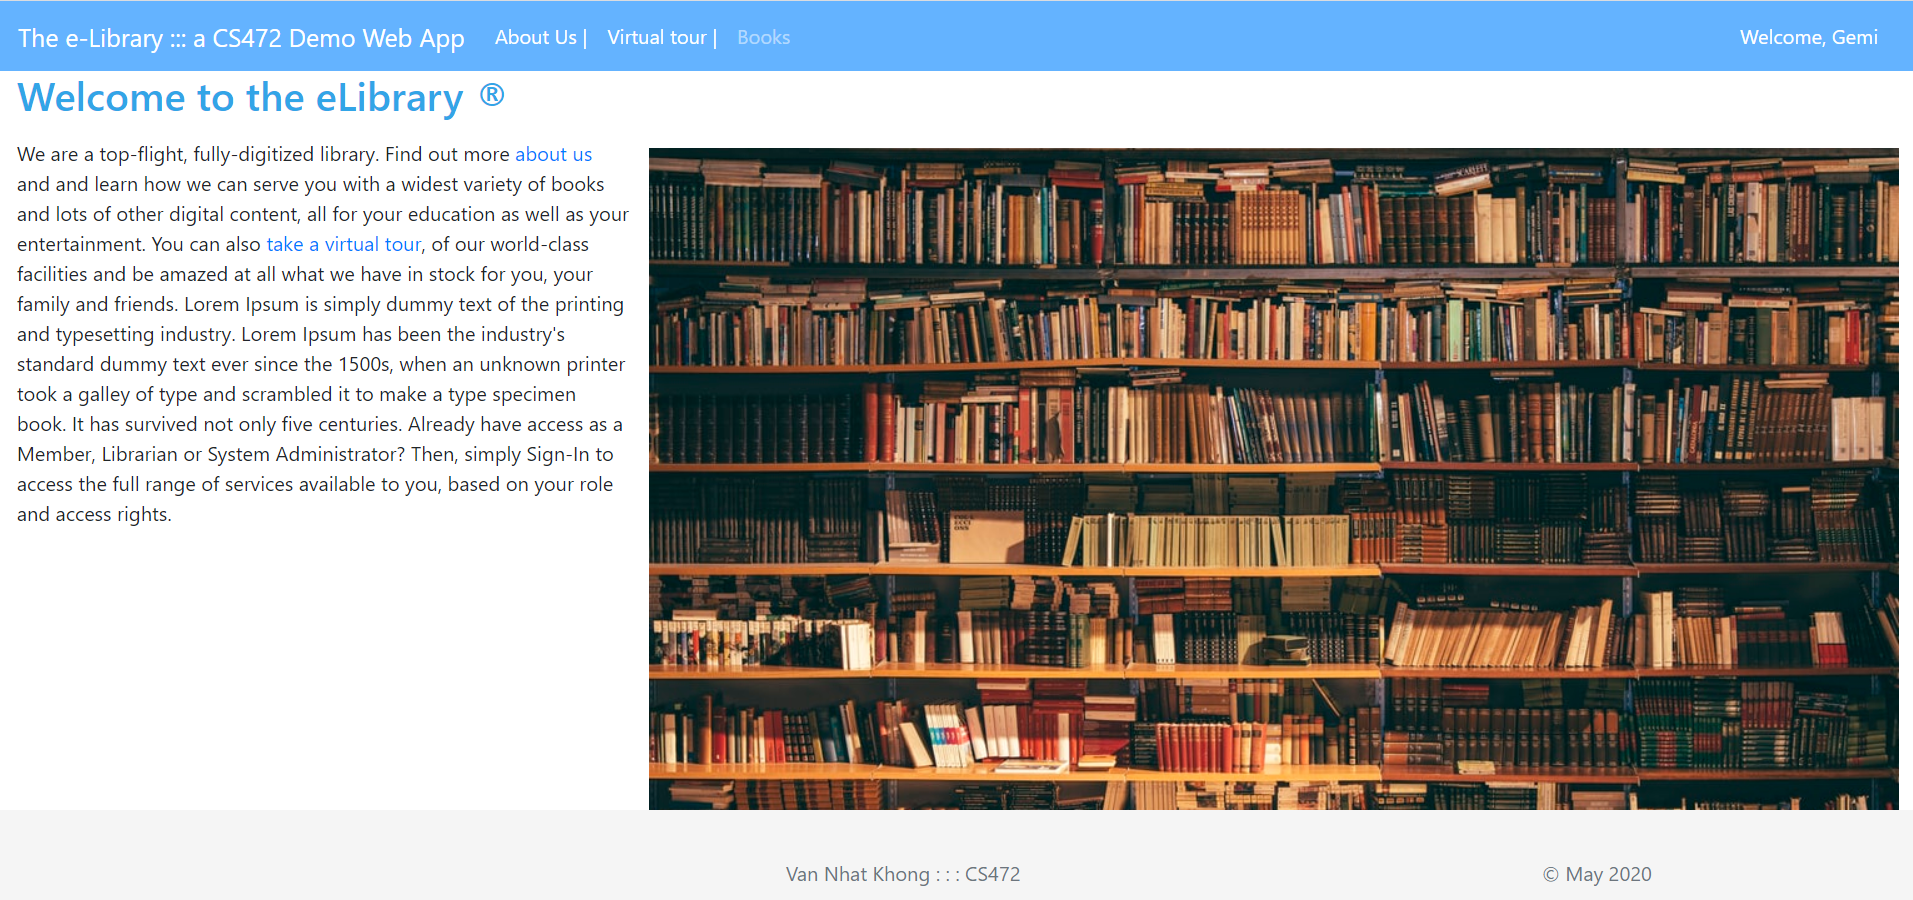 The e-Library ::: a CS472 Demo Web App About Us | Virtual tour | Books Welcome, Gemi
Welcome to the eLibrary ®
We are a top-flight, fully-digitized library. Find out more about us
and and learn how we can serve you with a widest variety of books
and lots of other digital content, all for your education as well as your
entertainment. You can also take a virtual tour, of our world-class
facilities and be amazed at all what we have in stock for you, your
family and friends. Lorem Ipsum is simply dummy text of the printing
and typesetting industry. Lorem Ipsum has been the industry's
standard dummy text ever since the 1500s, when an unknown printer
took a galley of type and scrambled it to make a type specimen
book. It has survived not only five centuries. Already have access as a
Member, Librarian or System Administrator? Then, simply Sign-In to
access the full range of services available to you, based on your role
and access rights.
Van Nhat Khong : : : CS472 © May 2020